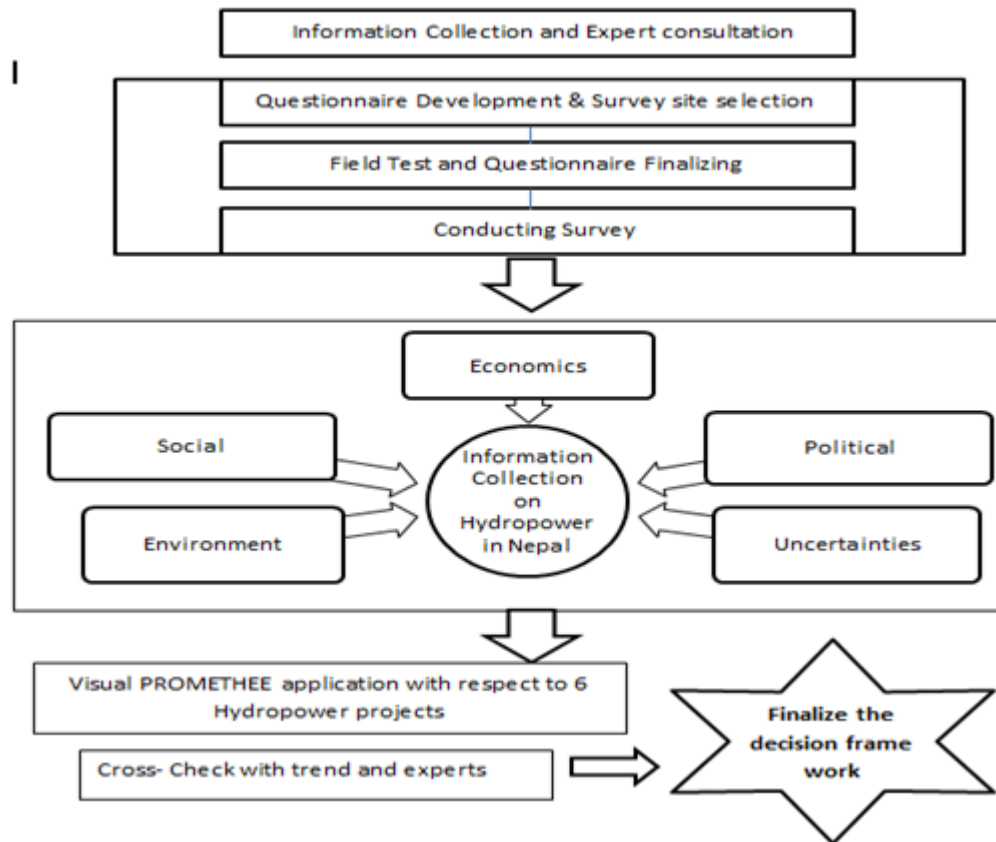 Information Collection and Expert consultation
Questionnaire Development & Survey site selection
Field Test and Questionnaire Finalizing
Conducting Survey
Economics
Social
Political
Information
Collection
on
Hydropower
in Nepal
Environment
Uncertainties
Visual PROMETHEE application with respect to 6
Hydropower projects
Cross- Check with trend and experts
Finalize the
decision frame
work